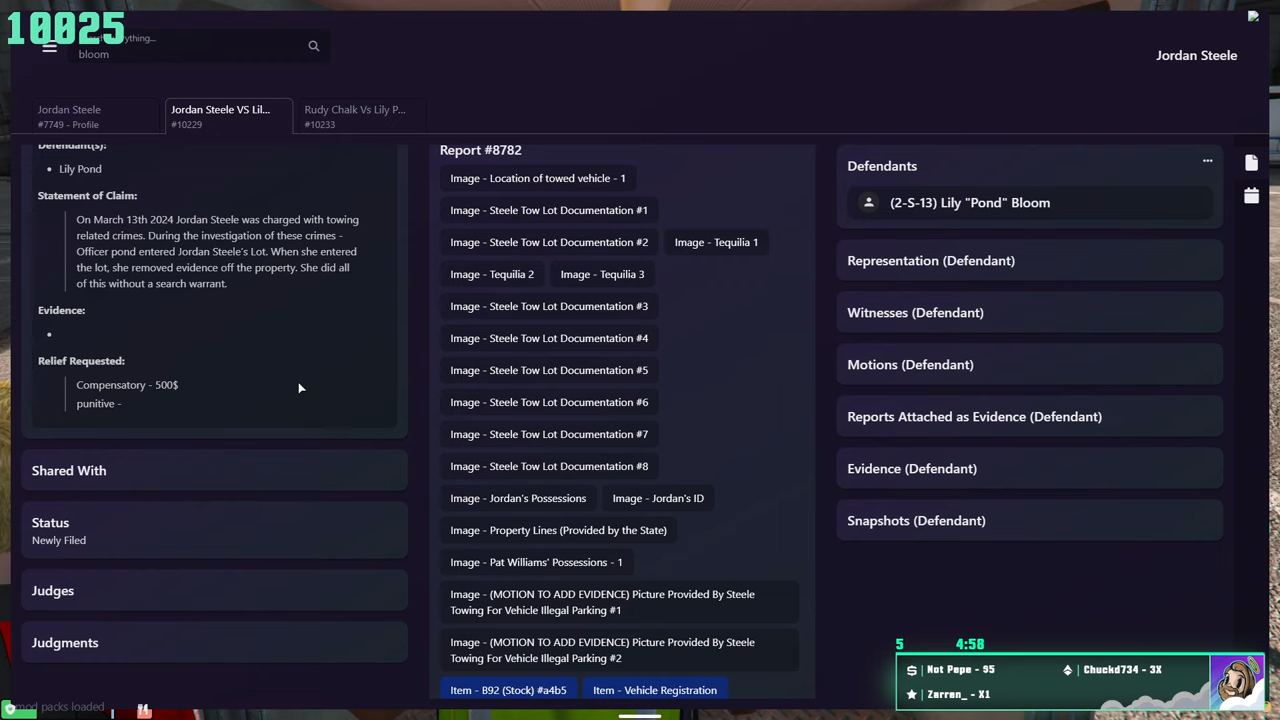 10025
ything...
bloom
Jordan Steele
Jordan Steele
#7749 - Profile
Jordan Steele VS Lil...
#10229
Rudy Chalk Vs Lily P...
#10233
Defendant(s):
Lily Pond
Statement of Claim:
On March 13th 2024 Jordan Steele was charged with towing
related crimes. During the investigation of these crimes -
Officer pond entered Jordan Steele's Lot. When she entered
the lot, she removed evidence off the property. She did all
of this without a search warrant.
Evidence:
Relief Requested:
Compensatory - 500$
punitive -
Shared With
Status
Newly Filed
Judges
Judgments
Report #8782
Image - Location of towed vehicle - 1
Image - Steele Tow Lot Documentation #1
Image - Steele Tow Lot Documentation #2
Image - Tequilia 1
Image - Tequilia 2
Image - Tequilia 3
Image - Steele Tow Lot Documentation #3
Image - Steele Tow Lot Documentation #4
Image - Steele Tow Lot Documentation #5
Image - Steele Tow Lot Documentation #6
Image - Steele Tow Lot Documentation #7
Image - Steele Tow Lot Documentation #8
Image - Jordan's Possessions
Image - Jordan's ID
Image - Property Lines (Provided by the State)
Image - Pat Williams' Possessions - 1
Image - (MOTION TO ADD EVIDENCE) Picture Provided By Steele
Towing For Vehicle Illegal Parking #1
Image - (MOTION TO ADD EVIDENCE) Picture Provided By Steele
Towing For Vehicle Illegal Parking #2
Item - B92 (Stock) #a4b5
Item - Vehicle Registration
Defendants
(2-S-13) Lily "Pond" Bloom
Representation (Defendant)
Witnesses (Defendant)
Motions (Defendant)
Reports Attached as Evidence (Defendant)
Evidence (Defendant)
Snapshots (Defendant)
5 4:58
Not Pepe - 95
Chuckd734 - 3X
Zarren_ - X1
mod packs loaded